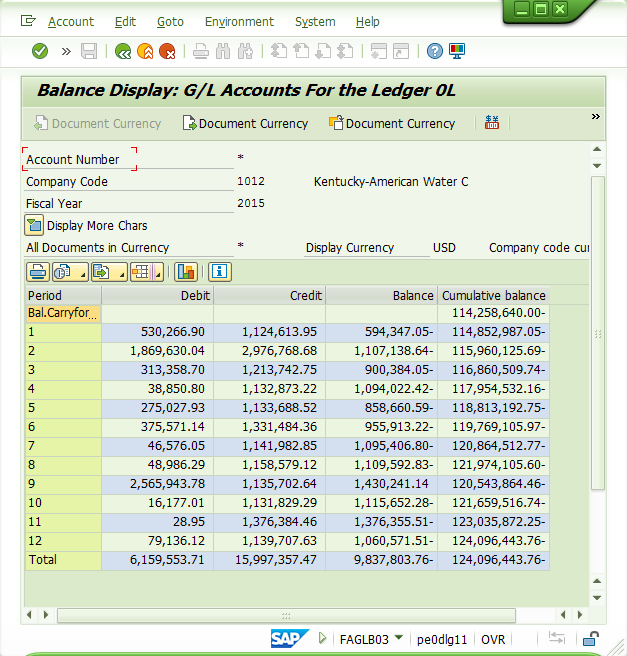 Account Edit Goto Environment System Help
Balance Display: G/L Accounts For the Ledger 0L
Document Currency Document Currency Document Currency
Account Number *
Company Code 1012 Kentucky-American Water C
Fiscal Year 2015
Display More Chars
All Documents in Currency * Display Currency USD Company code cur
Period Debit Credit Balance Cumulative balance
Bal.Carryfor... 114,258,640.00-
1 530,266.90 1,124,613.95 594,347.05- 114,852,987.05-
2 1,869,630.04 2,976,768.68 1,107,138.64- 115,960,125.69-
3 313,358.70 1,213,742.75 900,384.05- 116,860,509.74-
4 38,850.80 1,132,873.22 1,094,022.42- 117,954,532.16-
5 275,027.93 1,133,688.52 858,660.59- 118,813,192.75-
6 375,571.14 1,331,484.36 955,913.22- 119,769,105.97-
7 46,576.05 1,141,982.85 1,095,406.80- 120,864,512.77-
8 48,986.29 1,158,579.12 1,109,592.83- 121,974,105.60-
9 2,565,943.78 1,135,702.64 1,430,241.14 120,543,864.46-
10 16,177.01 1,131,829.29 1,115,652.28- 121,659,516.74-
11 28.95 1,376,384.46 1,376,355.51- 123,035,872.25-
12 79,136.12 1,139,707.63 1,060,571.51- 124,096,443.76-
Total 6,159,553.71 15,997,357.47 9,837,803.76- 124,096,443.76-
SAP FAGLB03 pe0dlg11 OVR